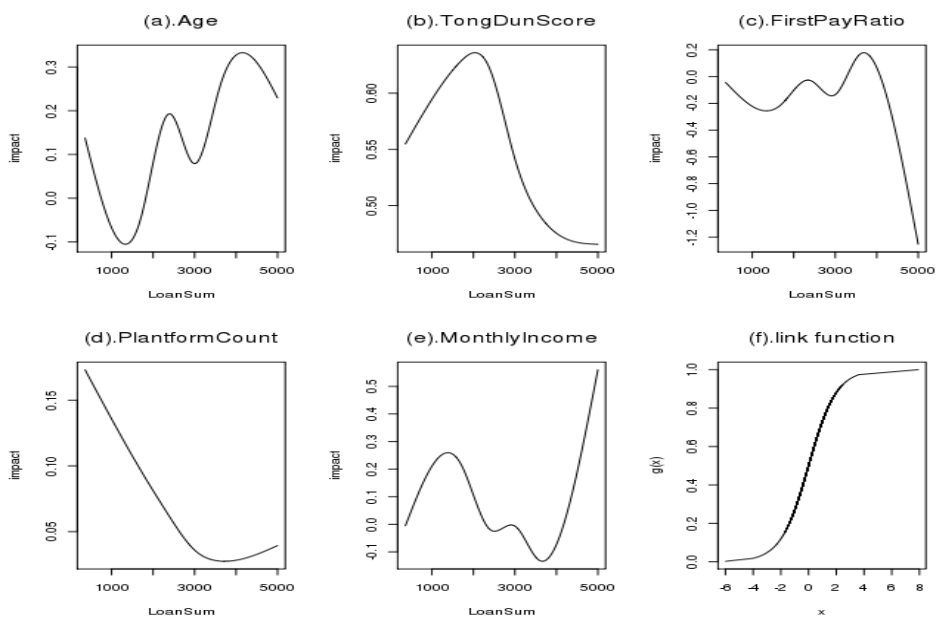 (a).Age
impact
0.3
0.2
0.1
0.0
-0.1
1000 3000 5000
LoanSum
(b).TongDunScore
impact
0.60
0.55
0.50
1000 3000 5000
LoanSum
(c).FirstPayRatio
impact
0.2
0.0
-0.2
-0.4
-0.6
-0.8
-1.0
-1.2
1000 3000 5000
LoanSum
(d).PlantformCount
impact
0.15
0.10
0.05
1000 3000 5000
LoanSum
(e).MonthlyIncome
impact
0.5
0.4
0.3
0.2
0.1
0.0
-0.1
1000 3000 5000
LoanSum
(f).link function
g(x)
1.0
0.8
0.6
0.4
0.2
0.0
-6 -4 -2 0 2 4 6 8
x